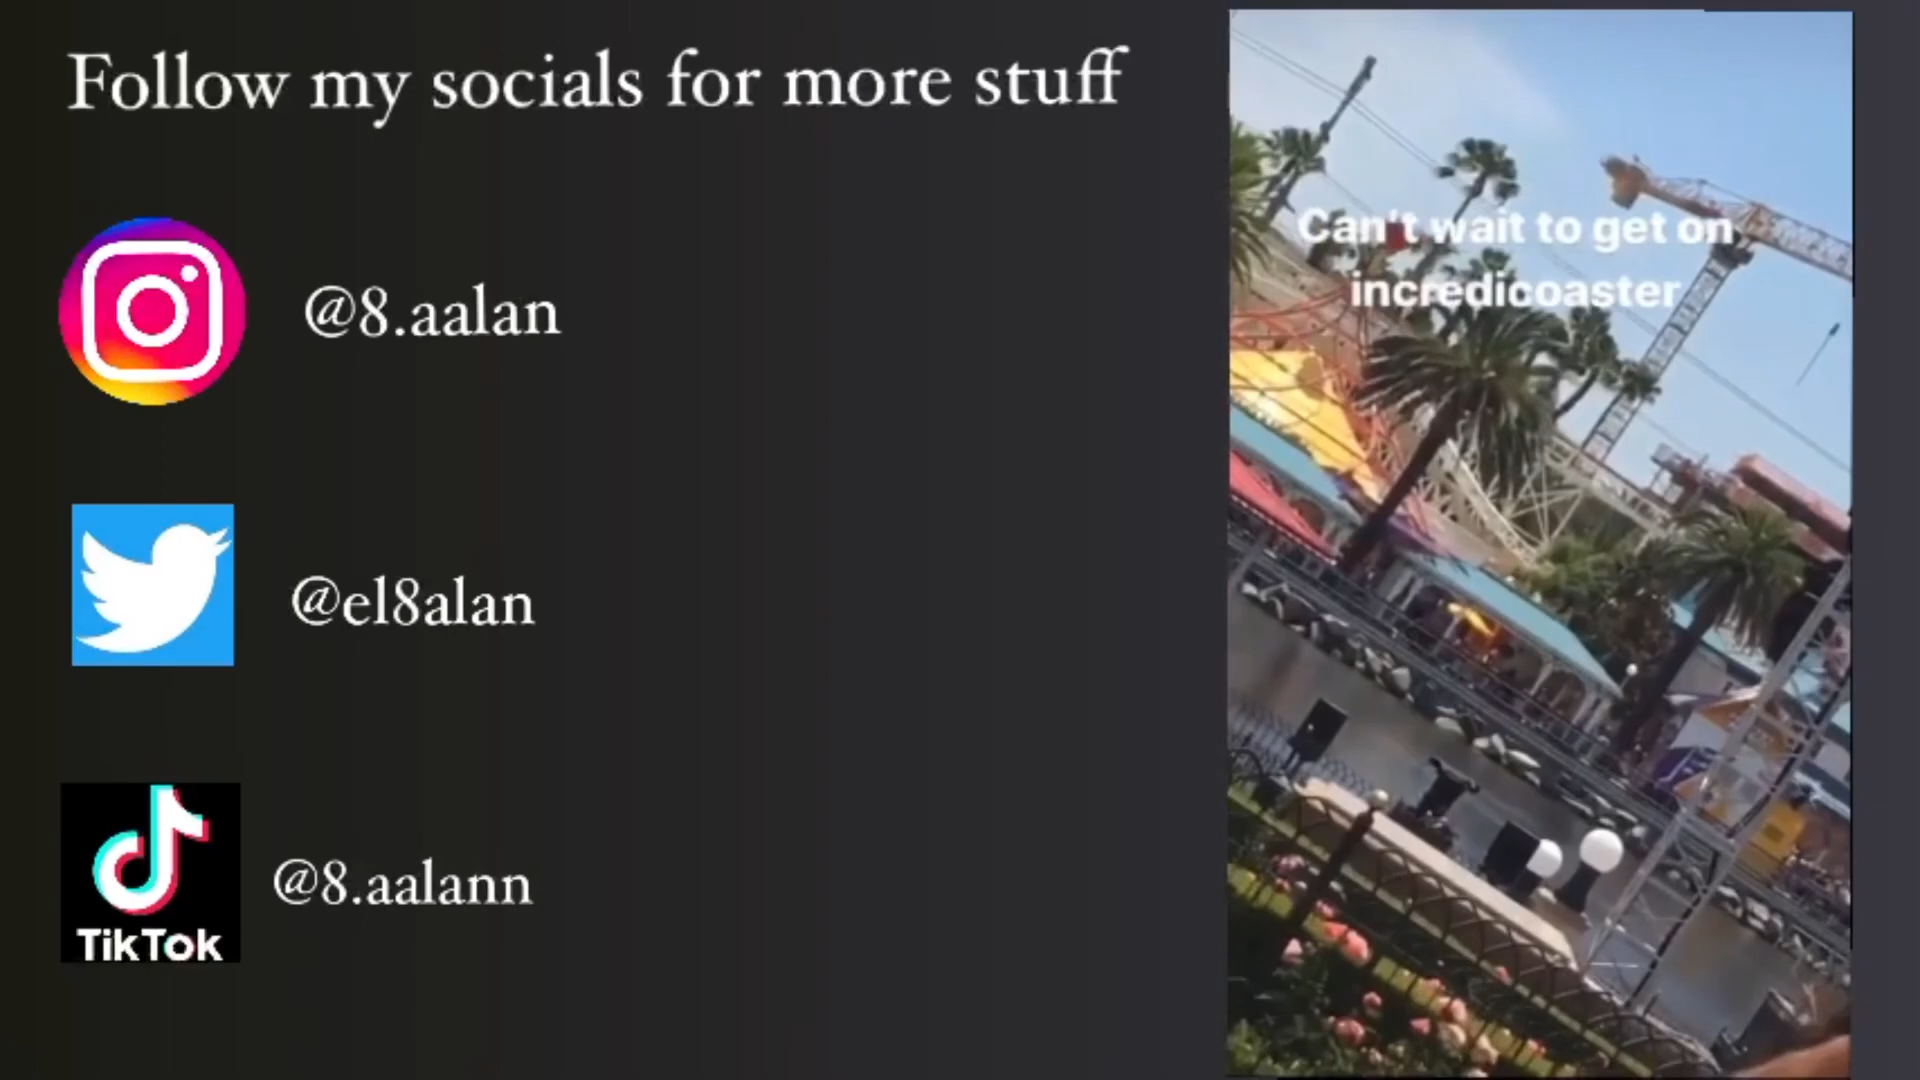 Follow my socials for more stuff
@8.aalan
@el8alan
TikTok
@8.aalann
Can't wait to get on
incredicoaster